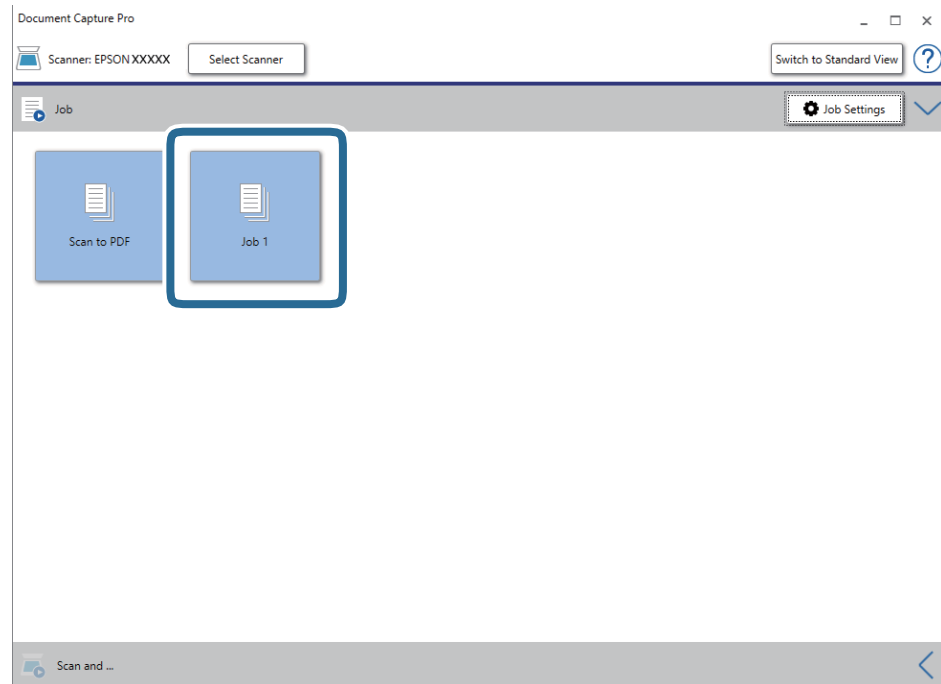 Document Capture Pro
Scanner: EPSON XXXXX
Select Scanner
Switch to Standard View
?
Job
Job Settings
Scan to PDF
Job 1
Scan and ...